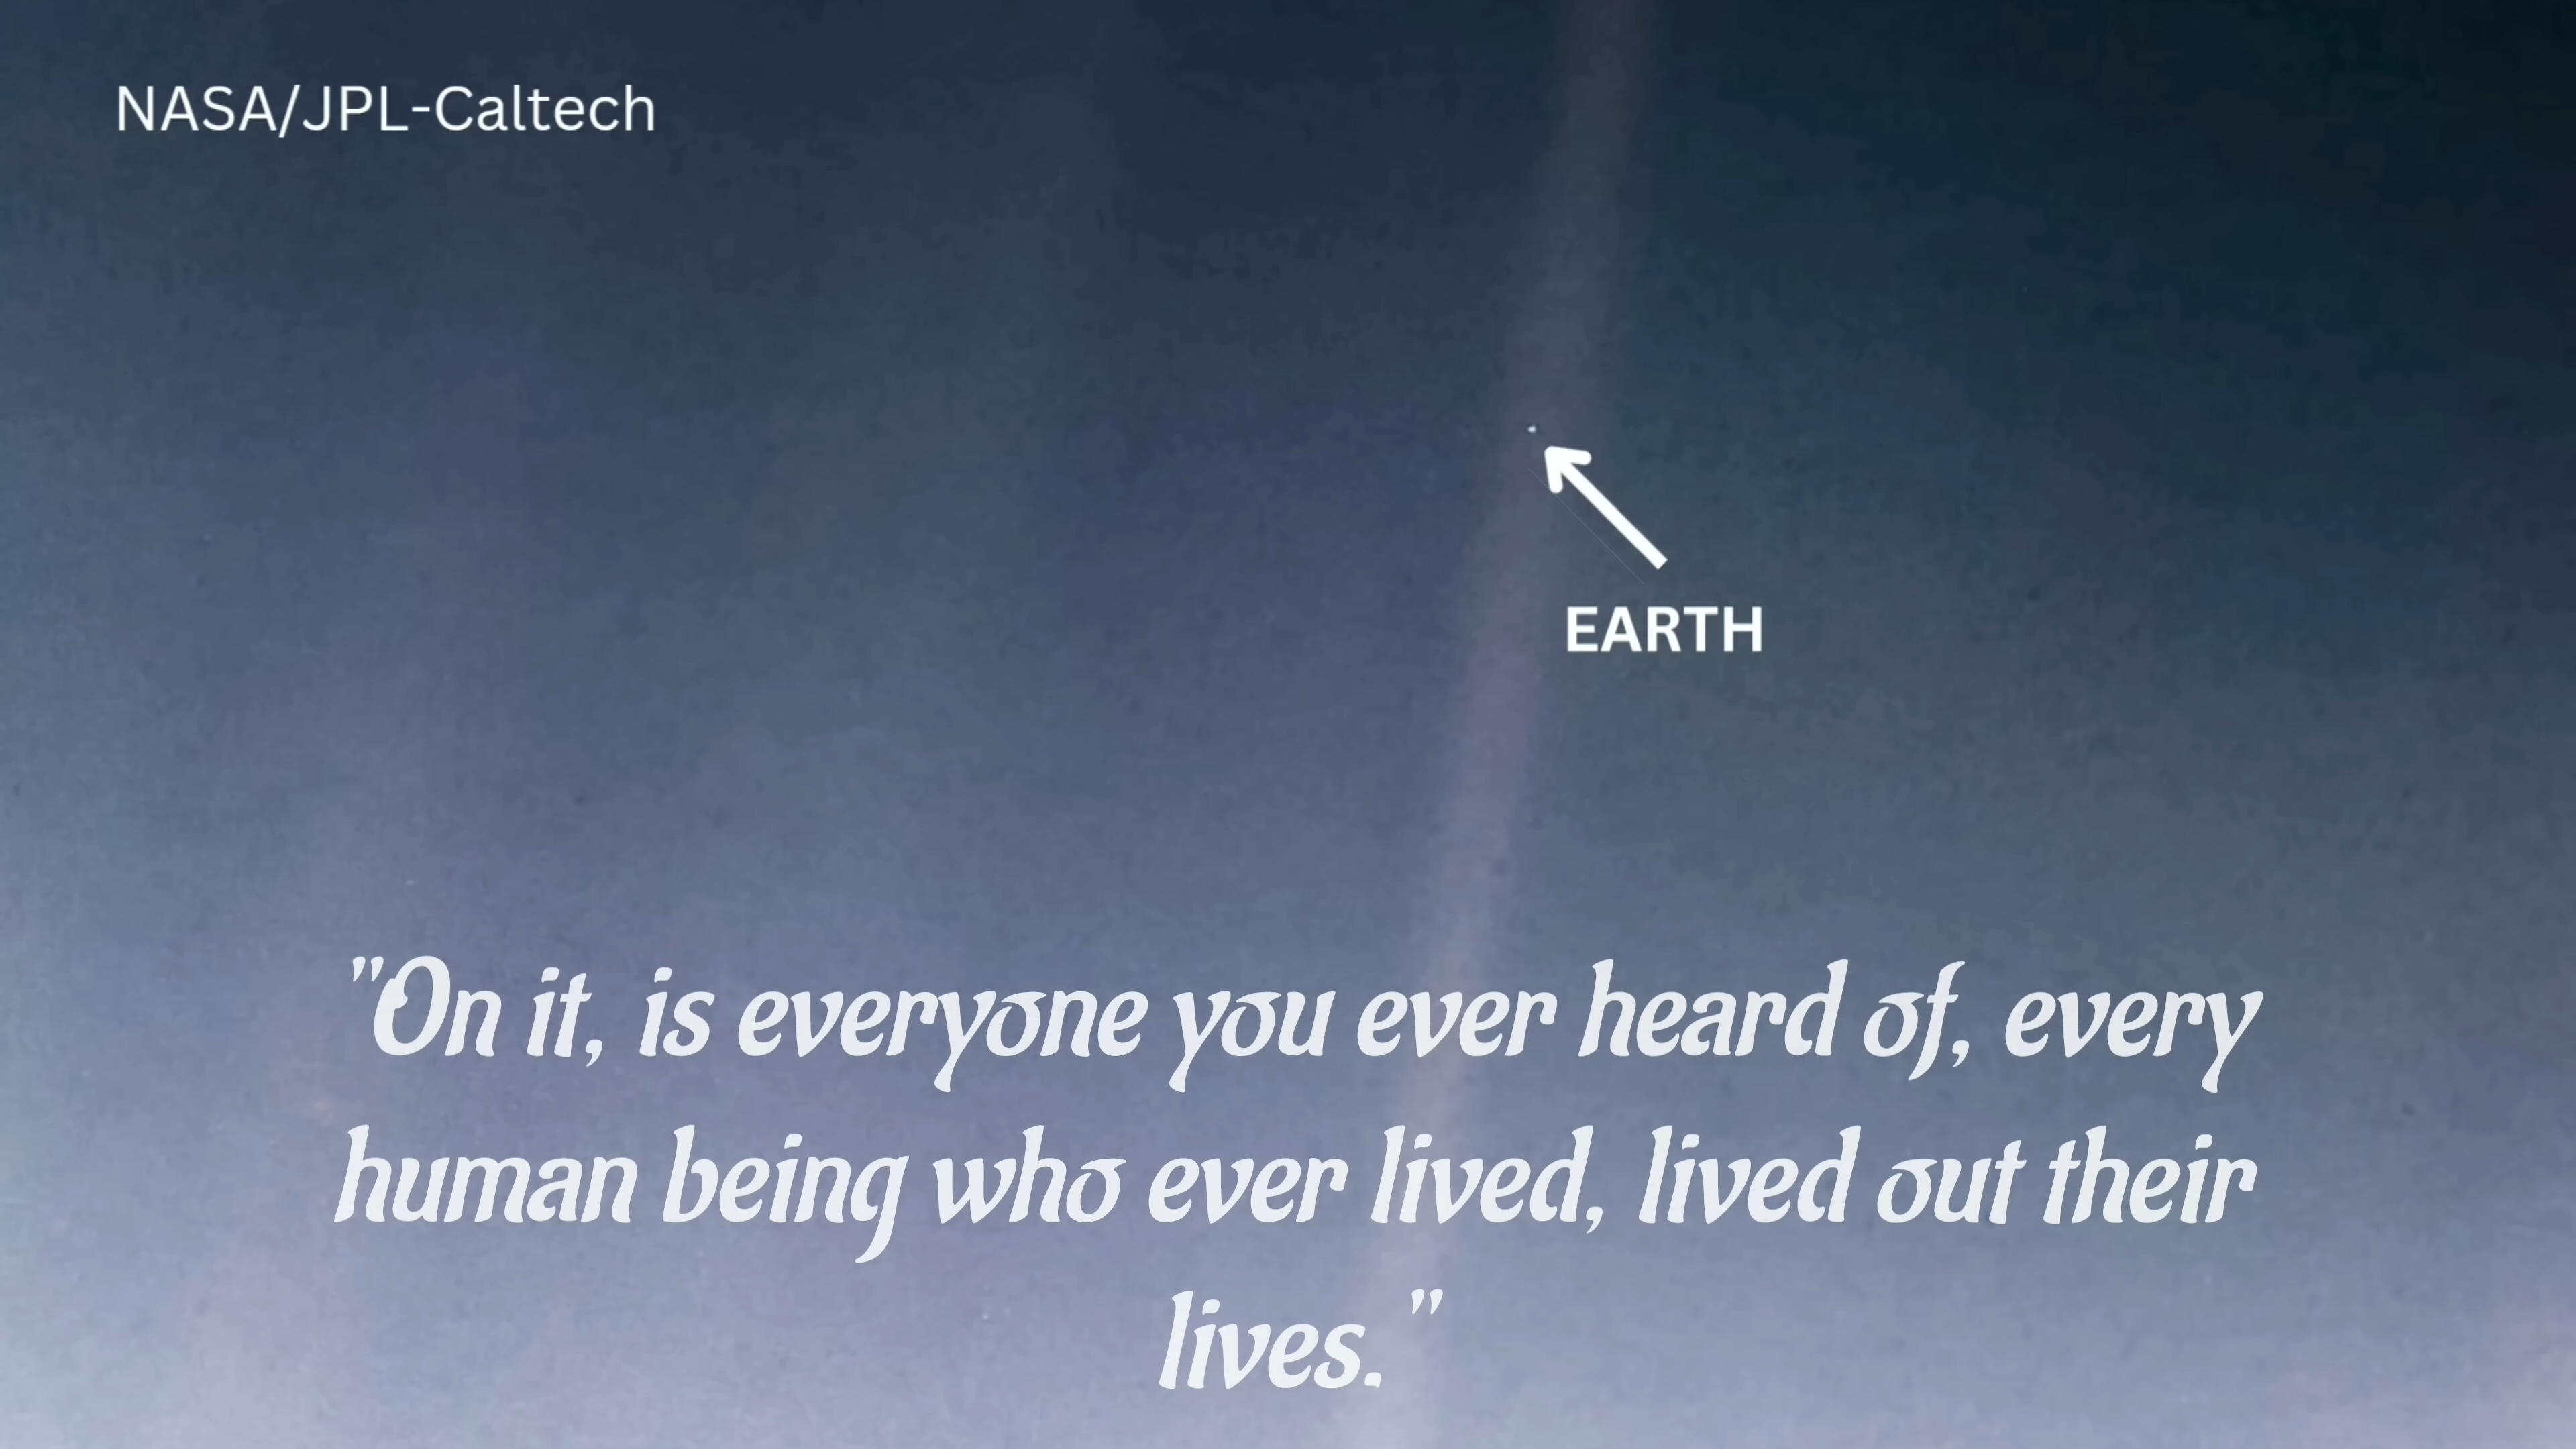 NASA/JPL-Caltech
EARTH
"On it, is everyone you ever heard of, every
human being who ever lived, lived out their
lives."